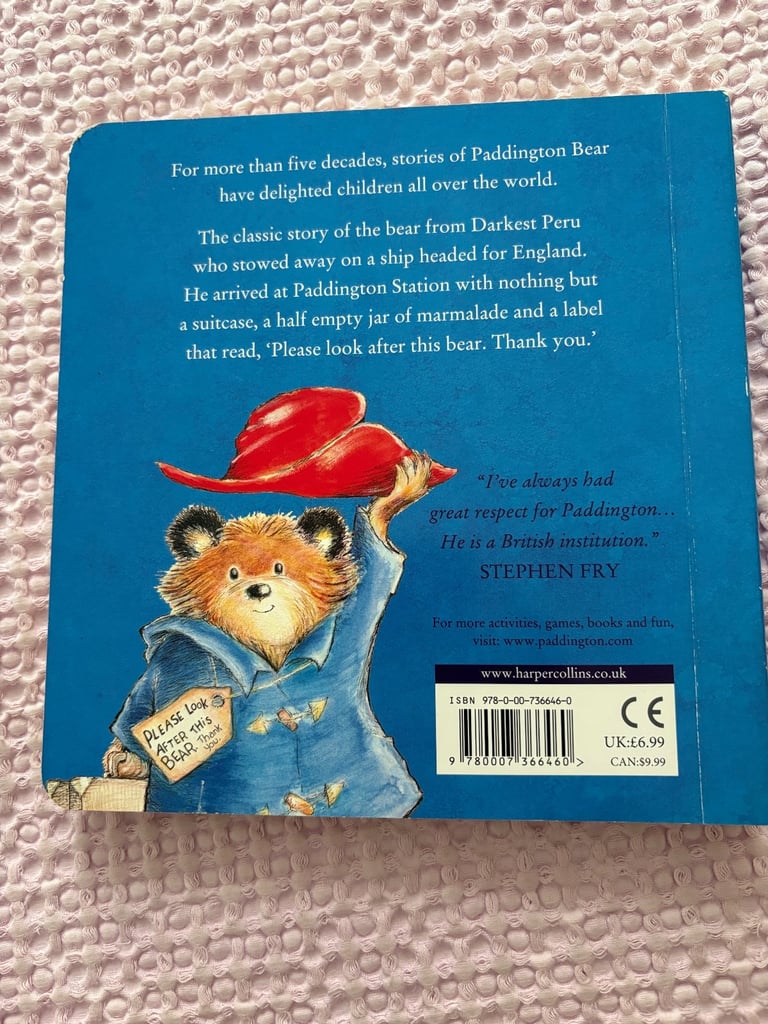 For more than five decades, stories of Paddington Bear
have delighted children all over the world.
The classic story of the bear from Darkest Peru
who stowed away on a ship headed for England.
He arrived at Paddington Station with nothing but
a suitcase, a half empty jar of marmalade and a label
that read, ‘Please look after this bear. Thank you.’
“I’ve always had
great respect for Paddington...
He is a British institution.”
STEPHEN FRY
For more activities, games, books and fun,
visit: www.paddington.com
www.harpercollins.co.uk
ISBN 978-0-00-736646-0
9 780007 366460 >
CE
UK:£6.99
CAN:$9.99
PLEASE LOOK
AFTER THIS
BEAR. Thank
you.